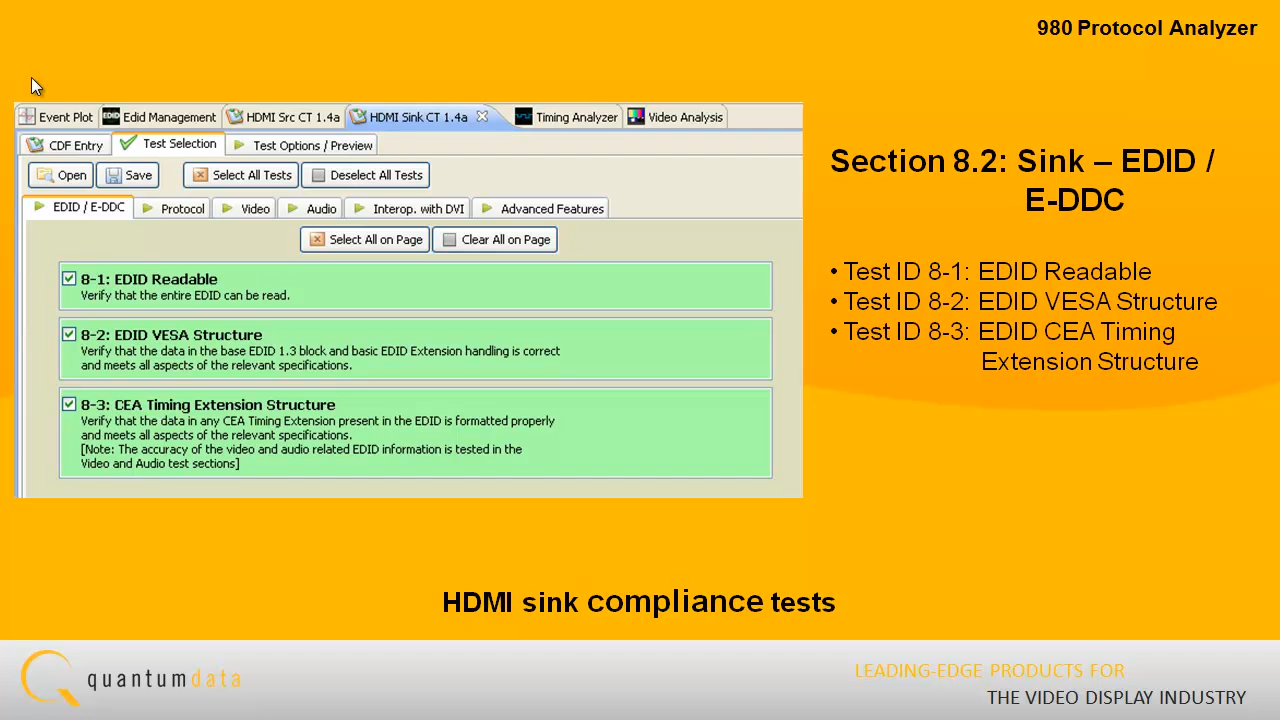 980 Protocol Analyzer
Event Plot EDID Edid Management HDMI Src CT 1.4a HDMI Sink CT 1.4a Timing Analyzer Video Analysis
CDF Entry Test Selection Test Options / Preview
Open Save Select All Tests Deselect All Tests
EDID / E-DDC Protocol Video Audio Interop. with DVI Advanced Features
Select All on Page Clear All on Page
8-1: EDID Readable
Verify that the entire EDID can be read.
8-2: EDID VESA Structure
Verify that the data in the base EDID 1.3 block and basic EDID Extension handling is correct
and meets all aspects of the relevant specifications.
8-3: CEA Timing Extension Structure
Verify that the data in any CEA Timing Extension present in the EDID is formatted properly
and meets all aspects of the relevant specifications.
[Note: The accuracy of the video and audio related EDID information is tested in the
Video and Audio test sections]
Section 8.2: Sink – EDID /
E-DDC
• Test ID 8-1: EDID Readable
• Test ID 8-2: EDID VESA Structure
• Test ID 8-3: EDID CEA Timing
Extension Structure
HDMI sink compliance tests
quantumdata
LEADING-EDGE PRODUCTS FOR
THE VIDEO DISPLAY INDUSTRY